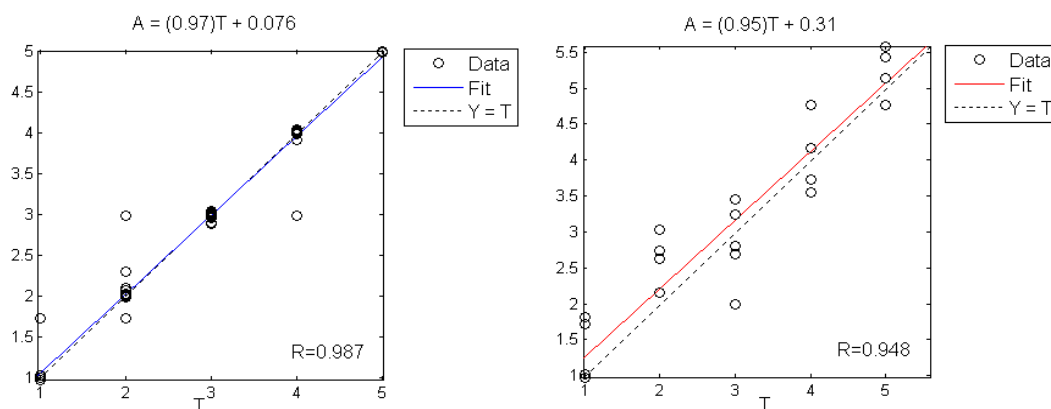 A = (0.97)T + 0.076
5
4.5
4
3.5
3
2.5
2
1.5
1
1 2 3 4 5
T
R=0.987
Data
Fit
Y = T
A = (0.95)T + 0.31
5.5
5
4.5
4
3.5
3
2.5
2
1.5
1
1 2 3 4 5
T
R=0.948
Data
Fit
Y = T